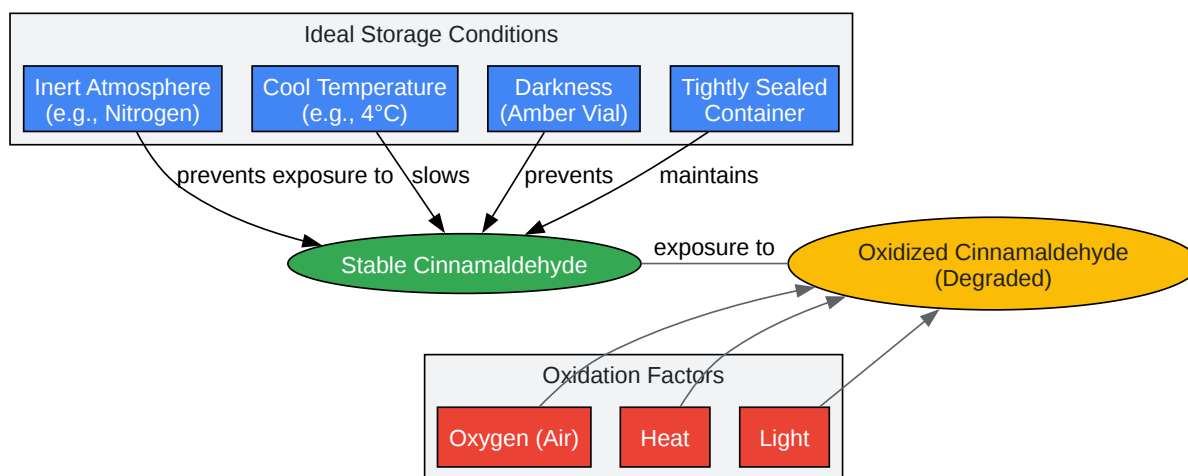 Ideal Storage Conditions
Inert Atmosphere
(e.g., Nitrogen)
Cool Temperature
(e.g., 4°C)
Darkness
(Amber Vial)
Tightly Sealed
Container
prevents exposure to
slows
prevents
maintains
Stable Cinnamaldehyde
exposure to
Oxidized Cinnamaldehyde
(Degraded)
Oxidation Factors
Oxygen (Air)
Heat
Light